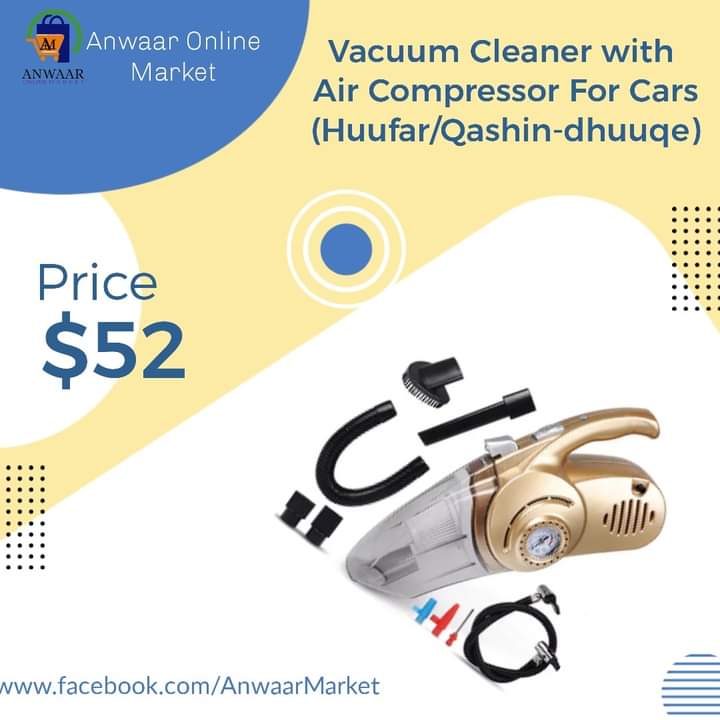 AM
ANWAAR
Anwaar Online
Market
Vacuum Cleaner with
Air Compressor For Cars
(Huufar/Qashin-dhuuqe)
Price
$52
www.facebook.com/AnwaarMarket